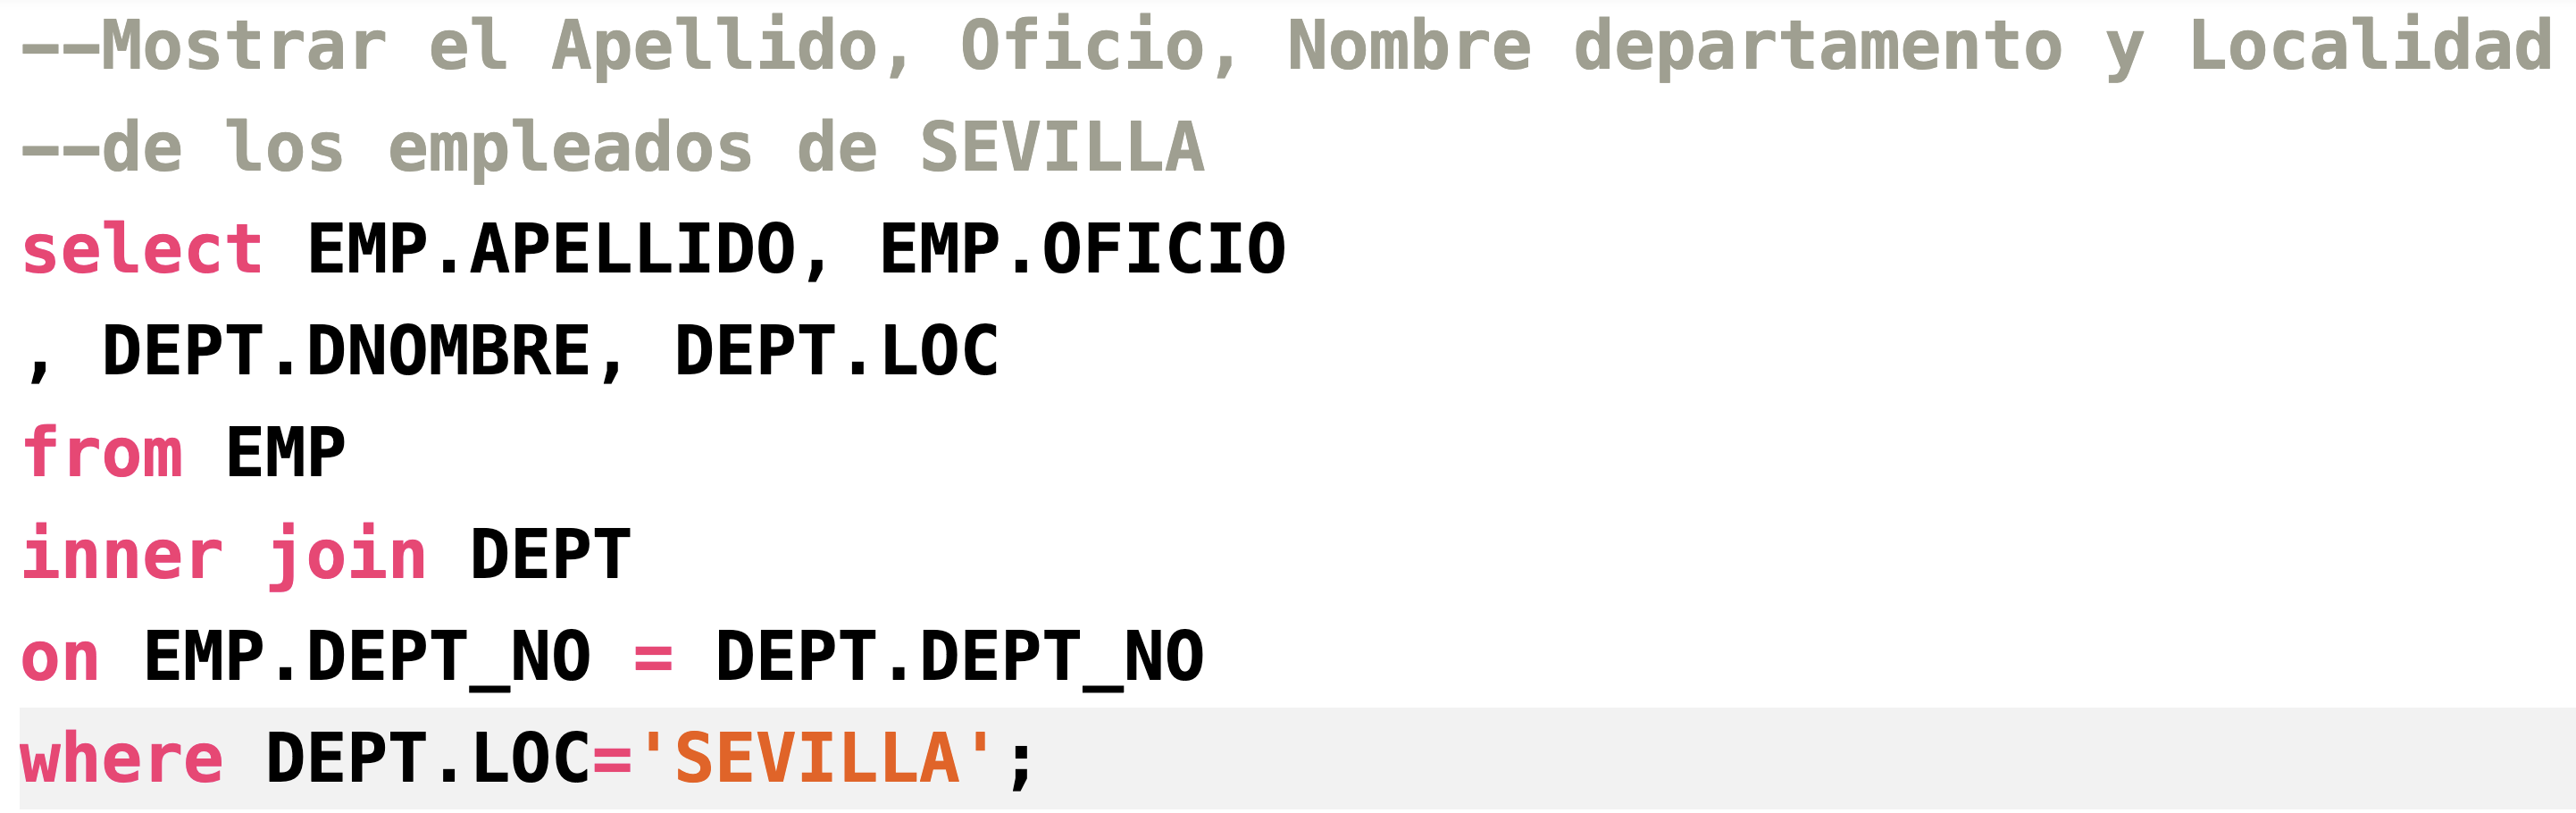 --Mostrar el Apellido, Oficio, Nombre departamento y Localidad
--de los empleados de SEVILLA
select EMP.APELLIDO, EMP.OFICIO
, DEPT.DNOMBRE, DEPT.LOC
from EMP
inner join DEPT
on EMP.DEPT_NO = DEPT.DEPT_NO
where DEPT.LOC='SEVILLA';